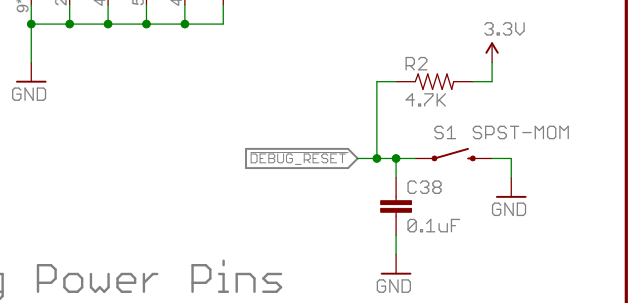 3.3V
R2
4.7K
GND
S1 SPST-MOM
DEBUG_RESET
C38
GND
0.1uF
Power Pins
GND